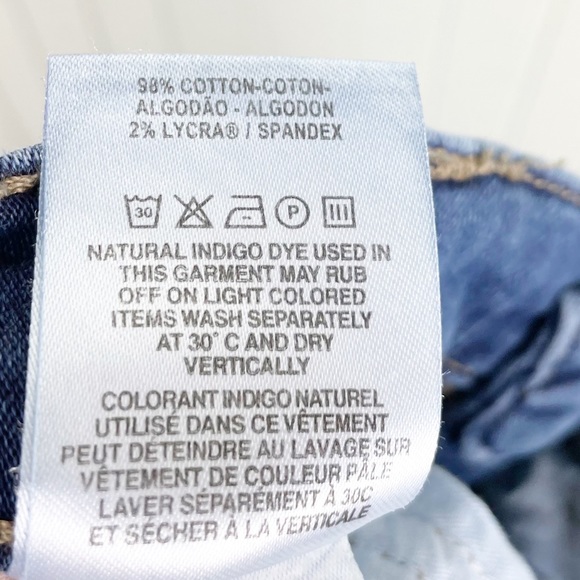 98% COTTON-COTON-
ALGODÃO - ALGODON
2% LYCRA® / SPANDEX
30 P
NATURAL INDIGO DYE USED IN
THIS GARMENT MAY RUB
OFF ON LIGHT COLORED
ITEMS WASH SEPARATELY
AT 30° C AND DRY
VERTICALLY
COLORANT INDIGO NATUREL
UTILISÉ DANS CE VÊTEMENT
PEUT DÉTEINDRE AU LAVAGE SUR
VÊTEMENT DE COULEUR PÂLE
LAVER SÉPARÉMENT À 30C
ET SÉCHER À LA VERTICALE